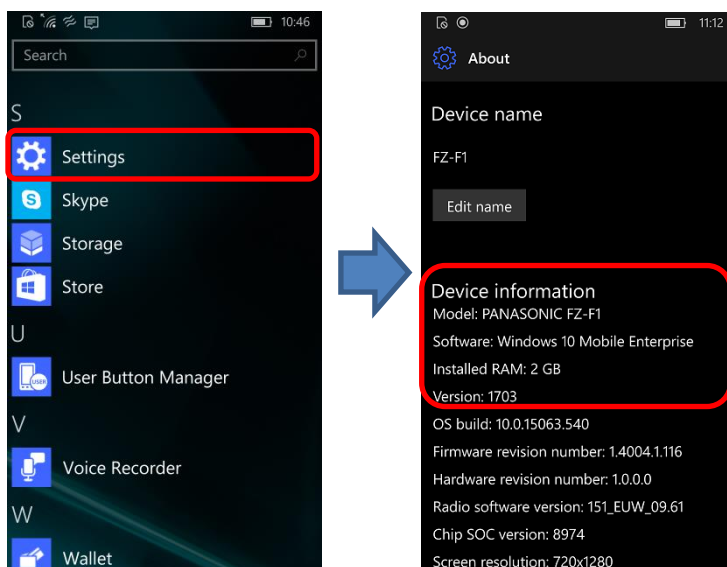 10:46
Search
S
Settings
Skype
Storage
Store
U
USER
User Button Manager
V
Voice Recorder
W
Wallet
11:12
About
Device name
FZ-F1
Edit name
Device information
Model: PANASONIC FZ-F1
Software: Windows 10 Mobile Enterprise
Installed RAM: 2 GB
Version: 1703
OS build: 10.0.15063.540
Firmware revision number: 1.4004.1.116
Hardware revision number: 1.0.0.0
Radio software version: 151_EUW_09.61
Chip SOC version: 8974
Screen resolution: 720x1280